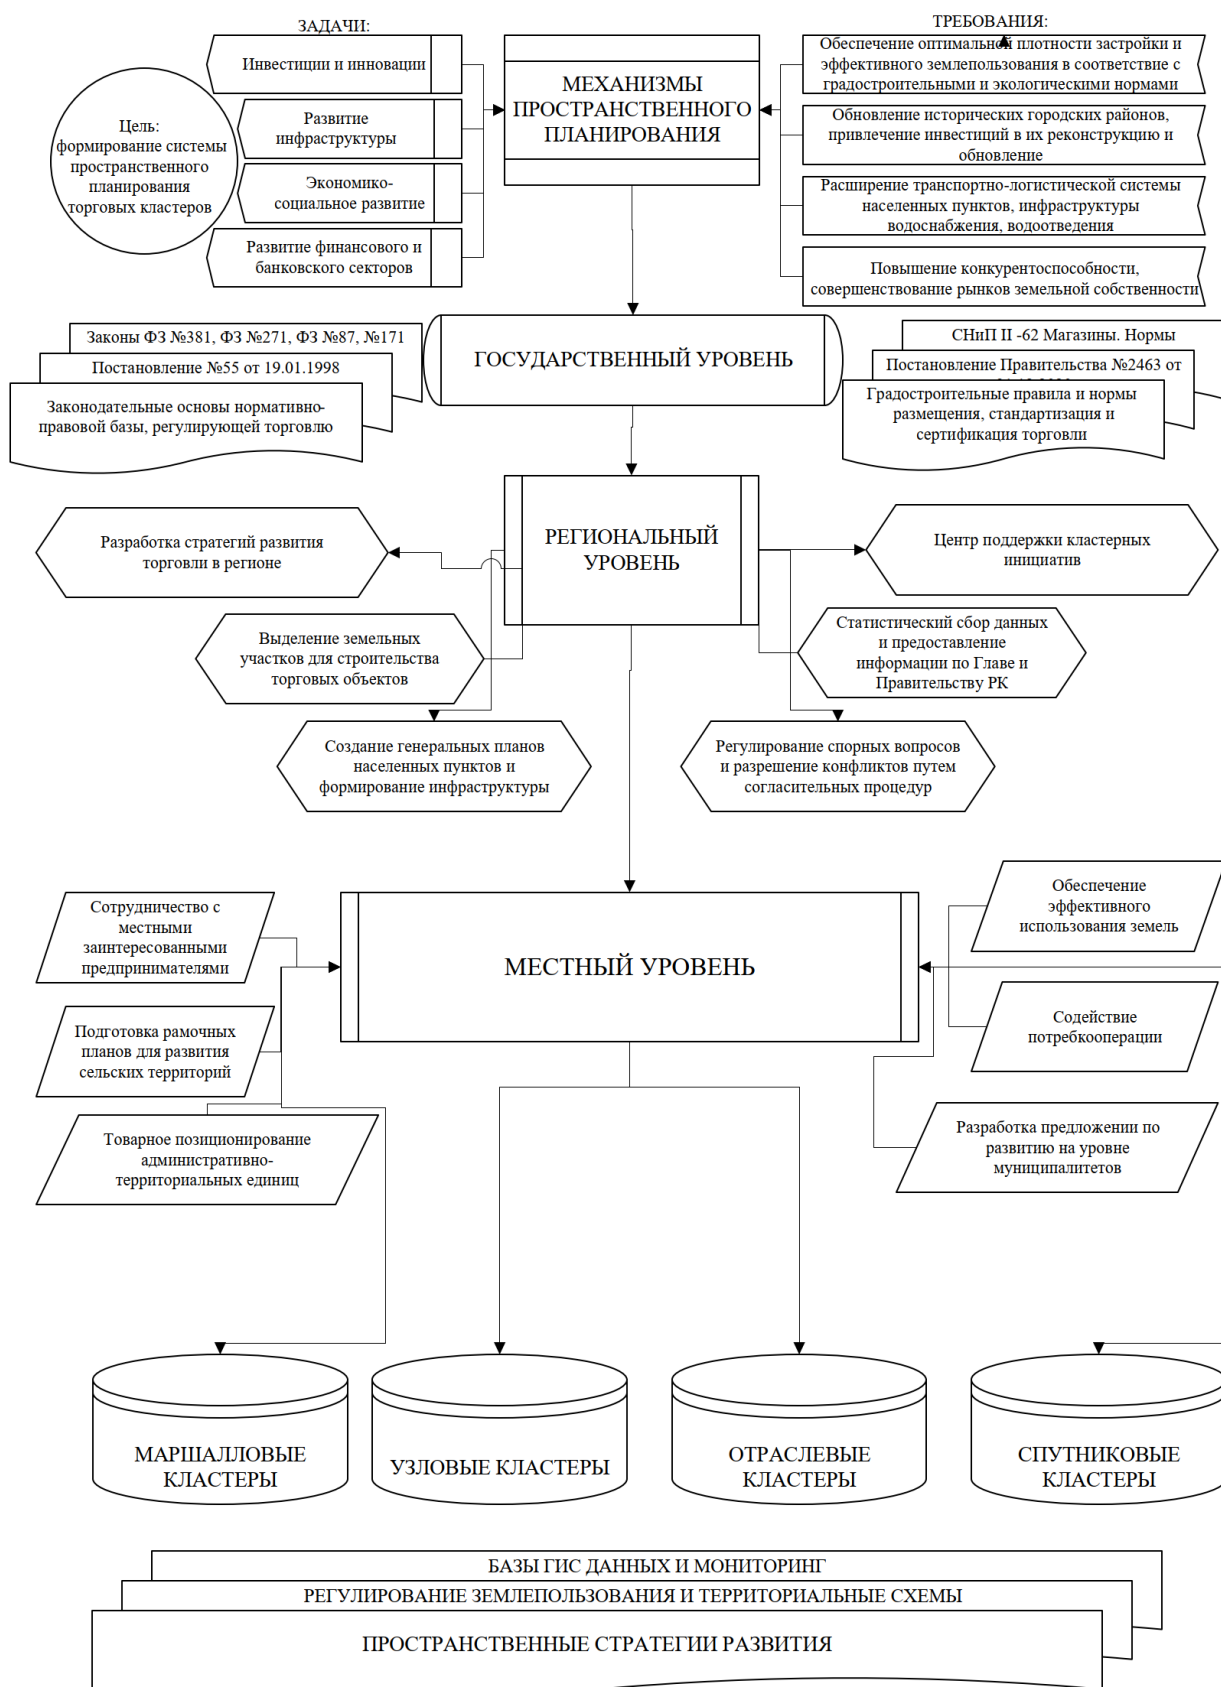 ЗАДАЧИ:
ТРЕБОВАНИЯ:
Цель:
формирование системы
пространственного
планирования
торговых кластеров
Инвестиции и инновации
Развитие
инфраструктуры
Экономико-
социальное развитие
Развитие финансового и
банковского секторов
МЕХАНИЗМЫ
ПРОСТРАНСТВЕННОГО
ПЛАНИРОВАНИЯ
Обеспечение оптимальной плотности застройки и
эффективного землепользования в соответствие с
градостроительными и экологическими нормами
Обновление исторических городских районов,
привлечение инвестиций в их реконструкцию и
обновление
Расширение транспортно-логистической системы
населенных пунктов, инфраструктуры
водоснабжения, водоотведения
Повышение конкурентоспособности,
совершенствование рынков земельной собственности
Законы ФЗ №381, ФЗ №271, ФЗ №87, №171
Постановление №55 от 19.01.1998
Законодательные основы нормативно-
правовой базы, регулирующей торговлю
ГОСУДАРСТВЕННЫЙ УРОВЕНЬ
СНиП II -62 Магазины. Нормы
Постановление Правительства №2463 от
Градостроительные правила и нормы
размещения, стандартизация и
сертификация торговли
РЕГИОНАЛЬНЫЙ
УРОВЕНЬ
Разработка стратегий развития
торговли в регионе
Центр поддержки кластерных
инициатив
Выделение земельных
участков для строительства
торговых объектов
Статистический сбор данных
и предоставление
информации по Главе и
Правительству РК
Создание генеральных планов
населенных пунктов и
формирование инфраструктуры
Регулирование спорных вопросов
и разрешение конфликтов путем
согласительных процедур
Сотрудничество с
местными
заинтересованными
предпринимателями
Подготовка рамочных
планов для развития
сельских территорий
Товарное позиционирование
административно-
территориальных единиц
МЕСТНЫЙ УРОВЕНЬ
Обеспечение
эффективного
использования земель
Содействие
потребкооперации
Разработка предложении по
развитию на уровне
муниципалитетов
МАРШАЛЛОВЫЕ
КЛАСТЕРЫ
УЗЛОВЫЕ КЛАСТЕРЫ
ОТРАСЛЕВЫЕ
КЛАСТЕРЫ
СПУТНИКОВЫЕ
КЛАСТЕРЫ
БАЗЫ ГИС ДАННЫХ И МОНИТОРИНГ
РЕГУЛИРОВАНИЕ ЗЕМЛЕПОЛЬЗОВАНИЯ И ТЕРРИТОРИАЛЬНЫЕ СХЕМЫ
ПРОСТРАНСТВЕННЫЕ СТРАТЕГИИ РАЗВИТИЯ